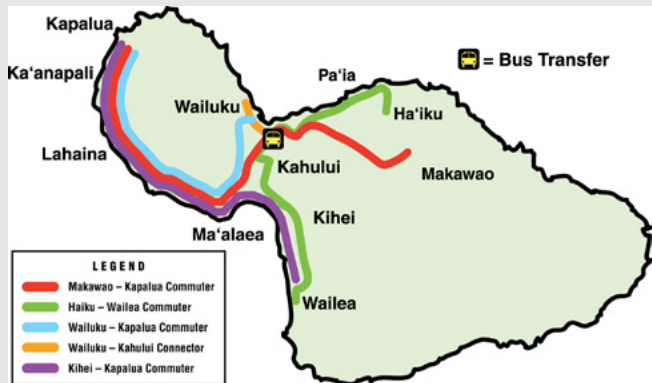 Kapalua
Ka'anapali
Lahaina
Wailuku
Pa'ia
= Bus Transfer
Ha'iku
Kahului
Makawao
Kihei
Ma'alaea
Wailea
LEGEND
Makawao – Kapalua Commuter
Haiku – Wailea Commuter
Wailuku – Kapalua Commuter
Wailuku – Kahului Connector
Kihei – Kapalua Commuter